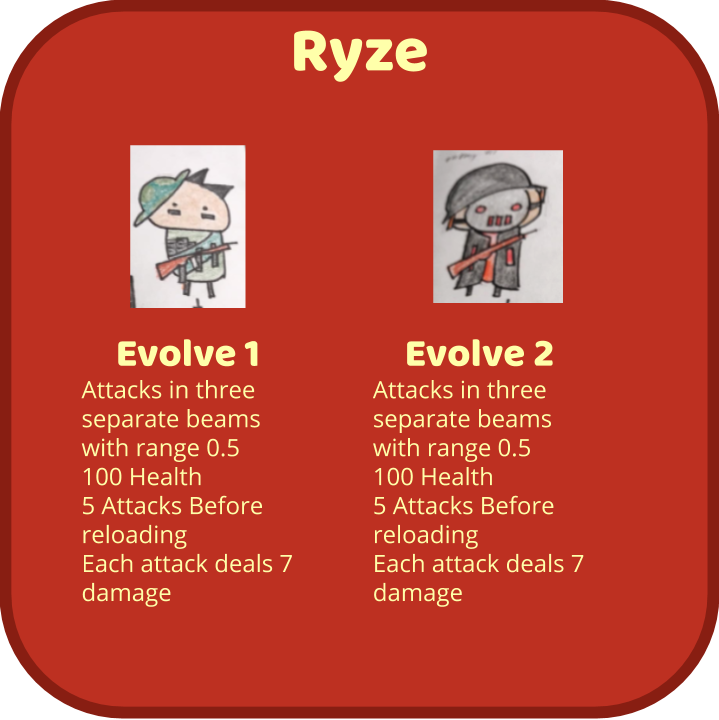 Ryze
Evolve 1
Attacks in three
separate beams
with range 0.5
100 Health
5 Attacks Before
reloading
Each attack deals 7
damage
Evolve 2
Attacks in three
separate beams
with range 0.5
100 Health
5 Attacks Before
reloading
Each attack deals 7
damage